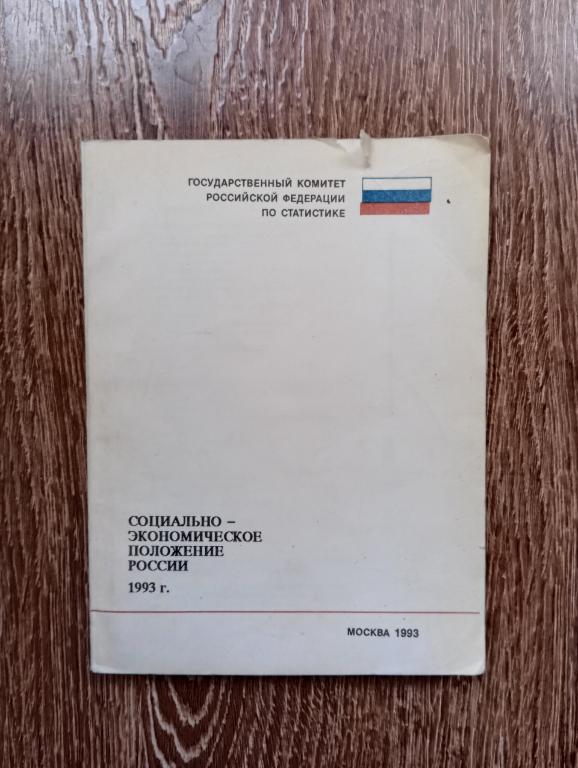 ГОСУДАРСТВЕННЫЙ КОМИТЕТ
РОССИЙСКОЙ ФЕДЕРАЦИИ
ПО СТАТИСТИКЕ
СОЦИАЛЬНО –
ЭКОНОМИЧЕСКОЕ
ПОЛОЖЕНИЕ
РОССИИ
1993 г.
МОСКВА 1993